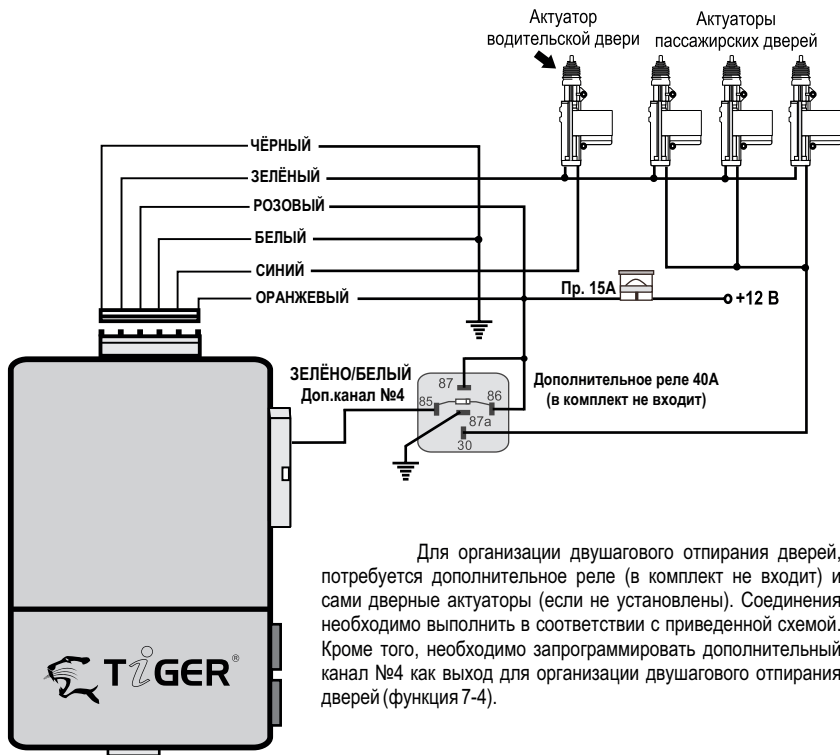 Актуатор
водительской двери
Актуаторы
пассажирских дверей
ЧЁРНЫЙ
ЗЕЛЁНЫЙ
РОЗОВЫЙ
БЕЛЫЙ
СИНИЙ
ОРАНЖЕВЫЙ
Пр. 15А
+12 В
ЗЕЛЁНО/БЕЛЫЙ
Доп.канал №4
87
85
86
87a
30
Дополнительное реле 40А
(в комплект не входит)
Для организации двушагового отпирания дверей,
потребуется дополнительное реле (в комплект не входит) и
сами дверные актуаторы (если не установлены). Соединения
необходимо выполнить в соответствии с приведенной схемой.
Кроме того, необходимо запрограммировать дополнительный
канал №4 как выход для организации двушагового отпирания
дверей (функция 7-4).
TiGER®